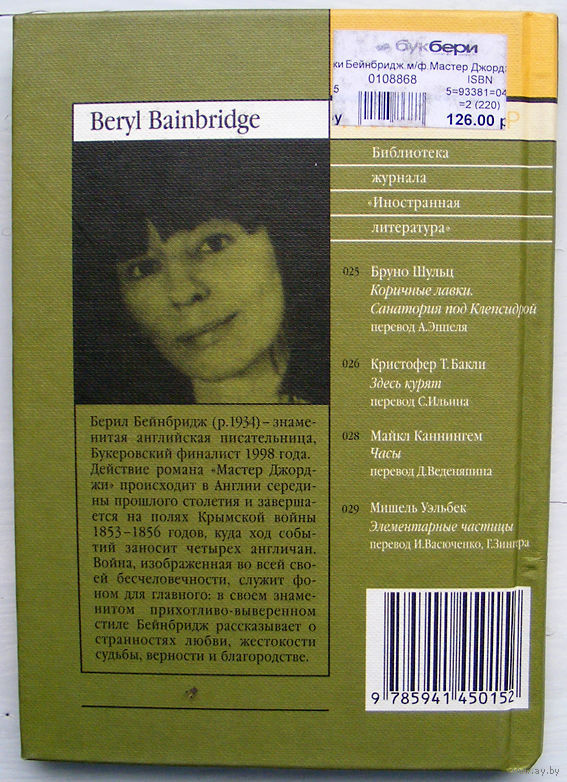 букбери
ки Бейнбридж м/ф.Мастер Джордж
0108868
ISBN
5
5=93381=04
=2 (220)
126.00 р
Р
Beryl Bainbridge
Библиотека
журнала
«Иностранная
литература»
025 Бруно Шульц
Коричные лавки.
Санатория под Клепсидрой
перевод А.Эппеля
026 Кристофер Т.Бакли
Здесь курят
перевод С.Ильина
028 Майкл Каннингем
Часы
перевод Д.Веденяпина
029 Мишель Уэльбек
Элементарные частицы
перевод И.Васюченко, Г.Зингера
Берил Бейнбридж (р.1934) – знаме-
нитая английская писательница,
Букеровский финалист 1998 года.
Действие романа «Мастер Джорд-
жи» происходит в Англии середи-
ны прошлого столетия и заверша-
ется на полях Крымской войны
1853–1856 годов, куда ход собы-
тий заносит четырех англичан.
Война, изображенная во всей сво-
ей бесчеловечности, служит фо-
ном для главного: в своем знаме-
нитом прихотливо-выверенном
стиле Бейнбридж рассказывает о
странностях любви, жестокости
судьбы, верности и благородстве.
9 785941 450152